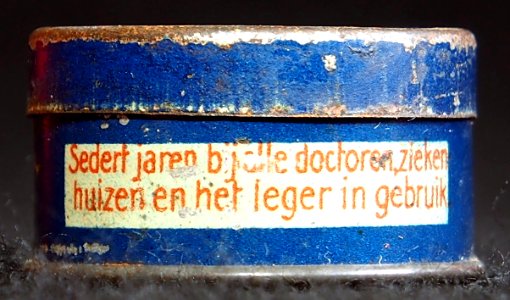 Sedert jaren bij alle doctoren, zieken
huizen en het leger in gebruik.